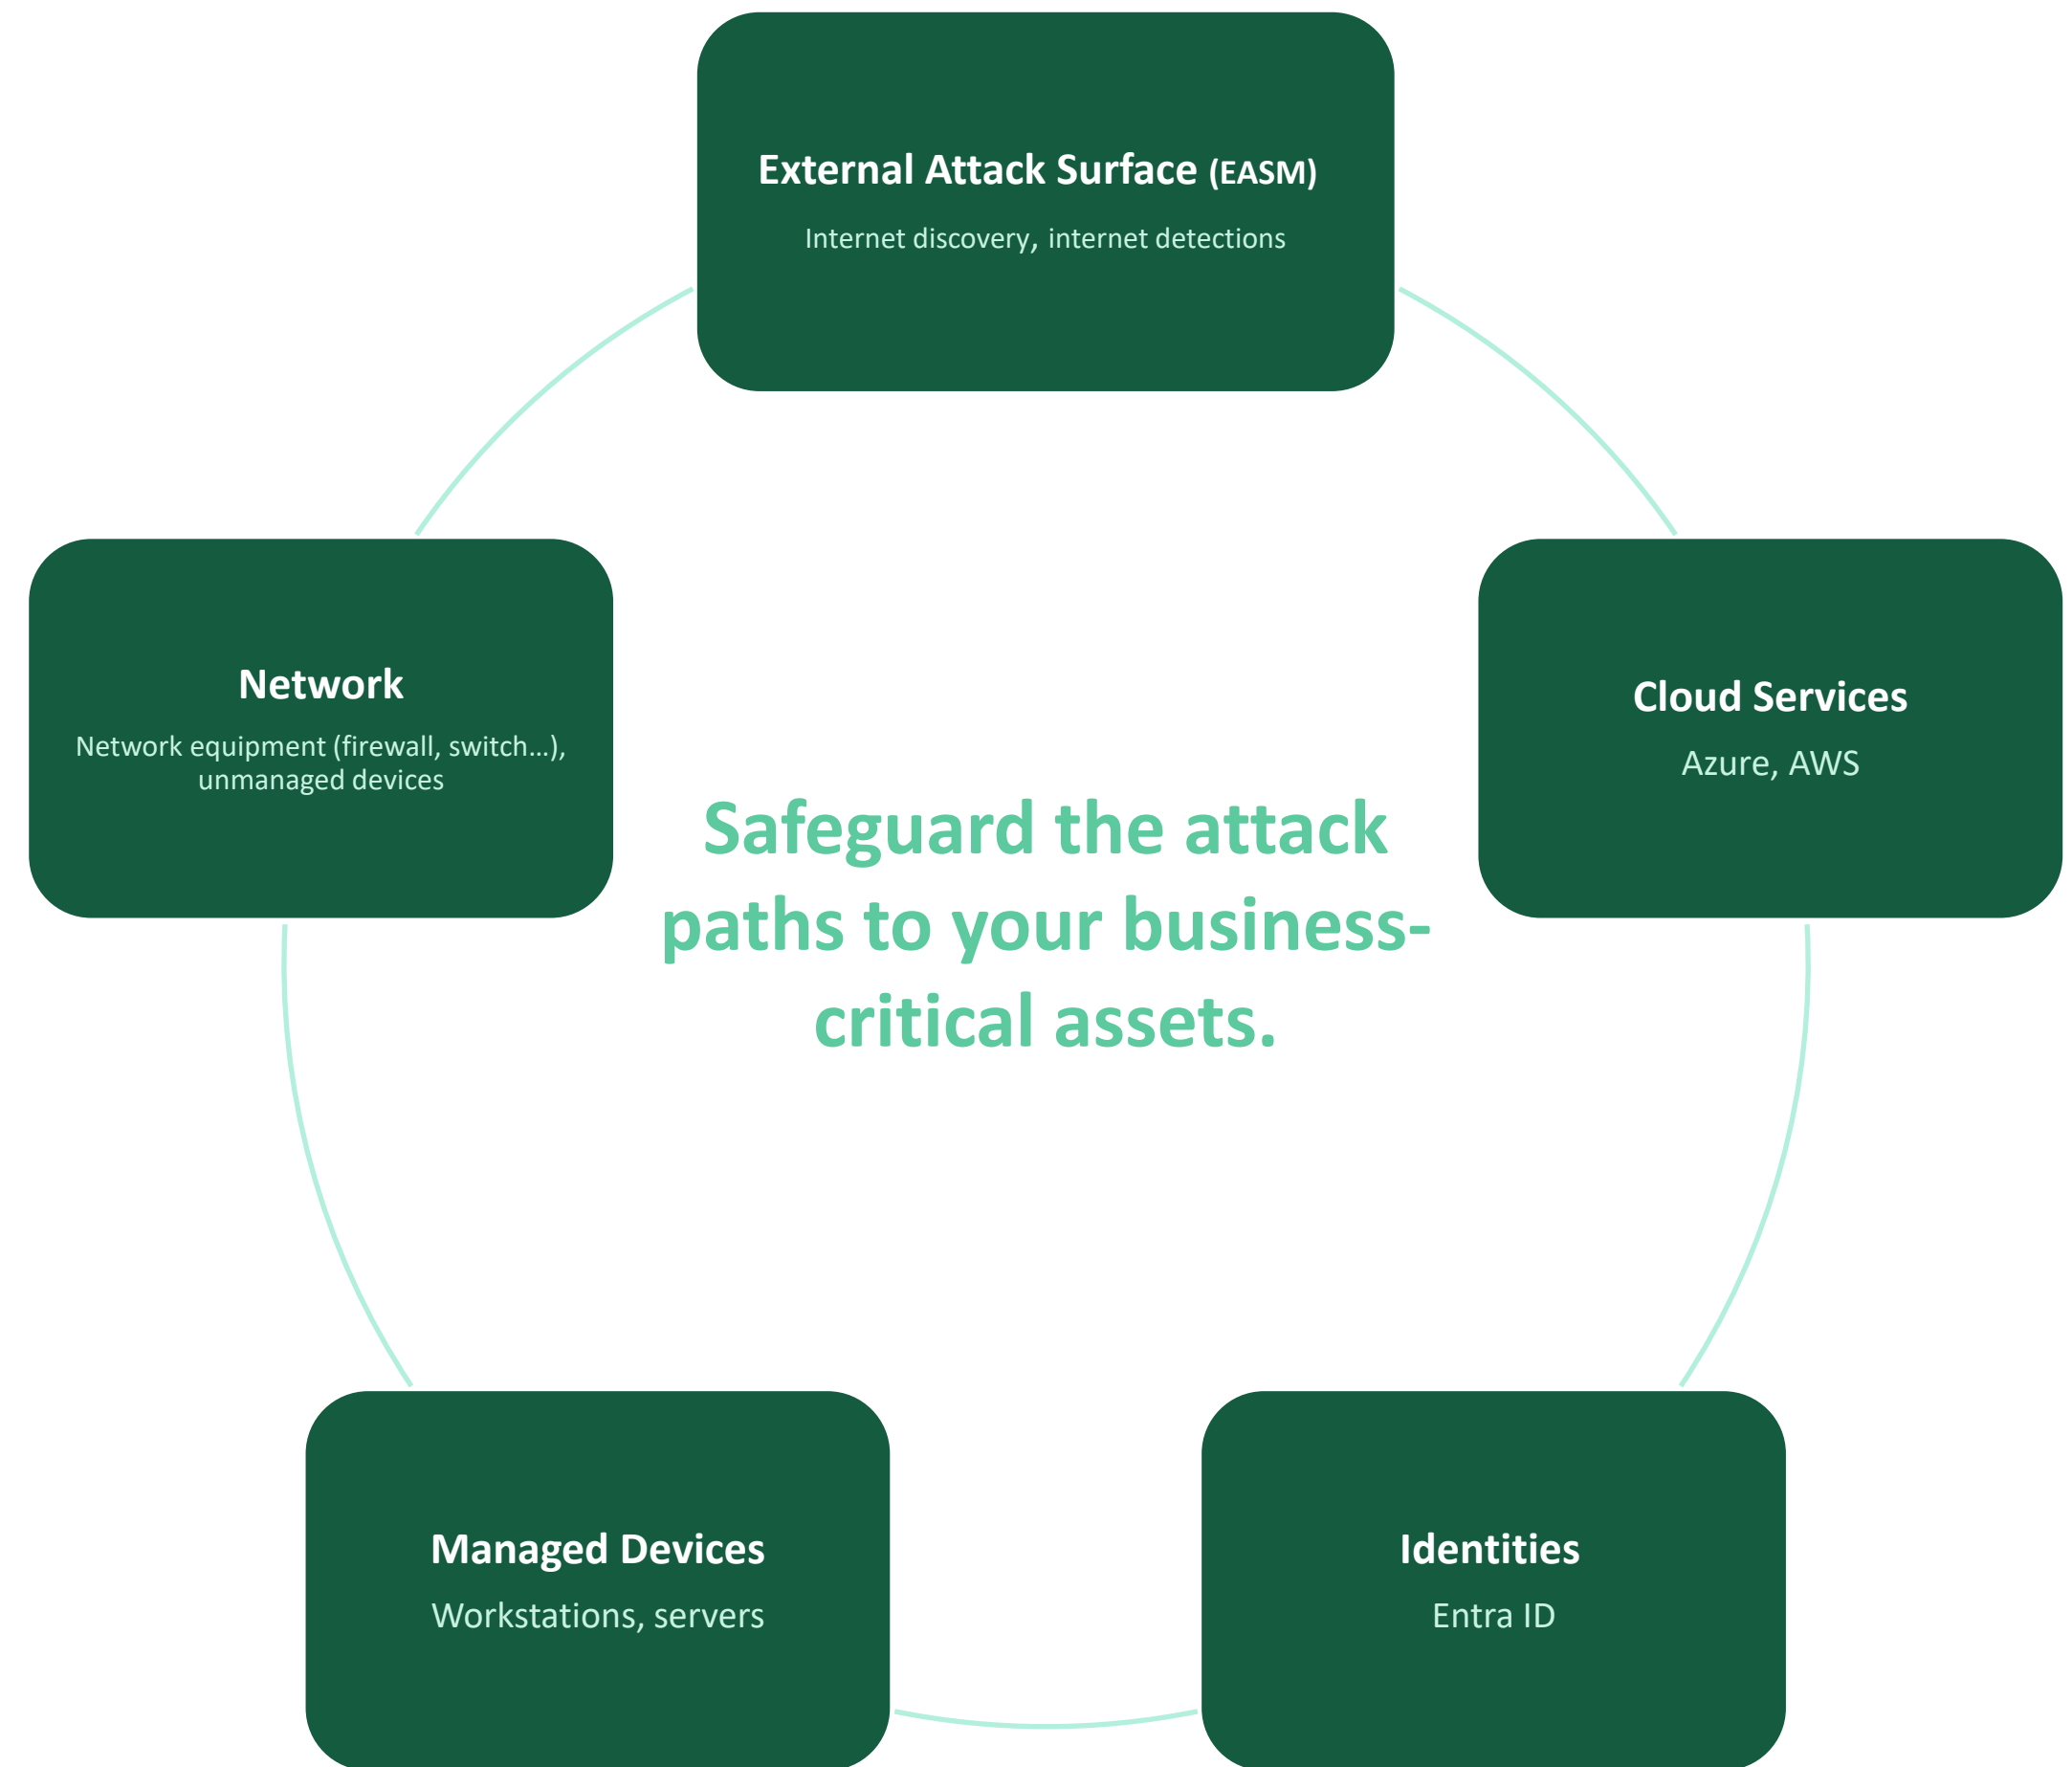 External Attack Surface (EASM)
Internet discovery, internet detections
Network
Network equipment (firewall, switch...),
unmanaged devices
Cloud Services
Azure, AWS
Safeguard the attack
paths to your business-
critical assets.
Managed Devices
Workstations, servers
Identities
Entra ID